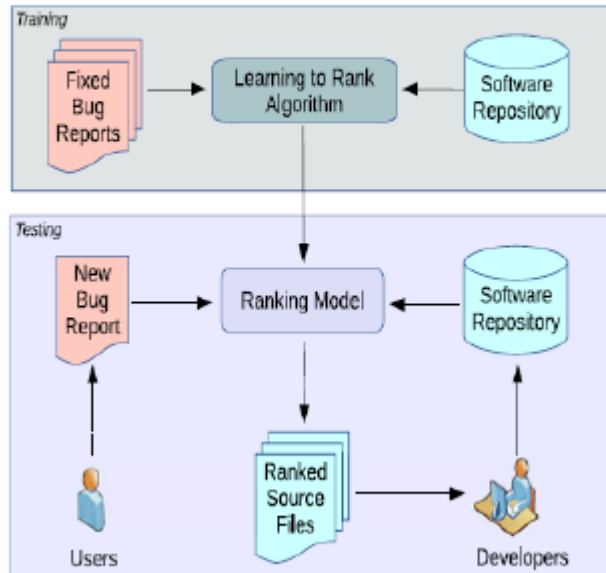 Training
Fixed
Bug
Reports
Learning to Rank
Algorithm
Software
Repository
Testing
New
Bug
Report
Ranking Model
Software
Repository
Ranked
Source
Files
Users
Developers